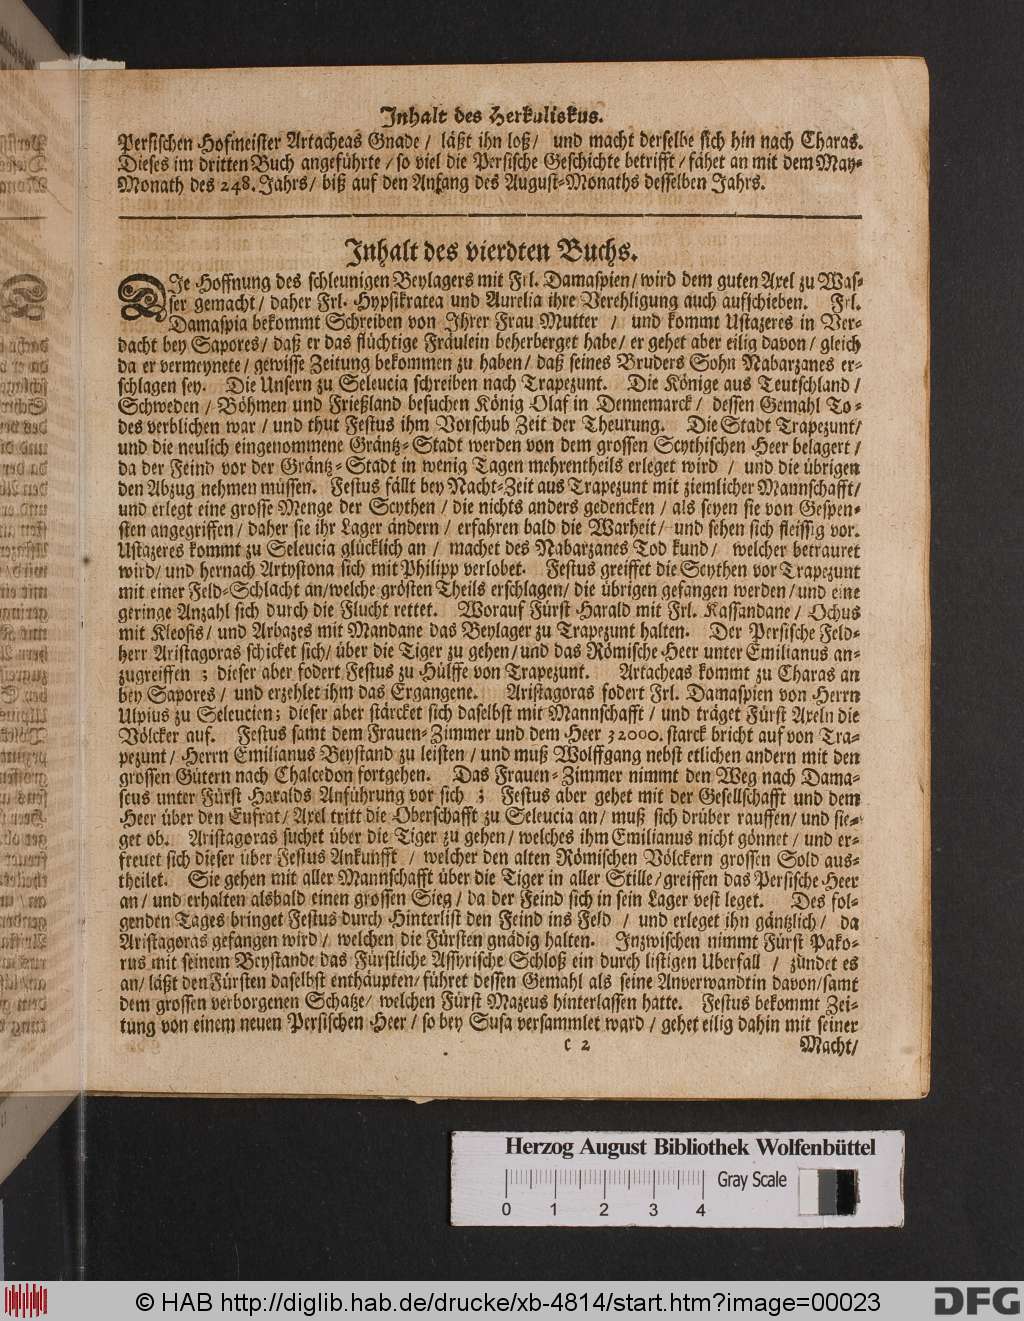 Inhalt des Herkuliskus.
Persischen Hofmeister Artacheas Gnade / läßt ihn loß / und macht derselbe sich hin nach Charas.
Dieses im dritten Buch angeführte / so viel die Persische Geschichte betrifft / fähet an mit dem May-
Monath des 248. Jahrs / biß auf den Anfang des August-Monaths desselben Jahrs.
Inhalt des vierdten Buchs.
DIe Hoffnung des schleunigen Beylagers mit Frl. Damaspien / wird dem guten Axel zu Was-
ser gemacht / daher Frl. Hypsikratea und Aurelia ihre Verehligung auch aufschieben. Frl.
Damaspia bekommt Schreiben von Ihrer Frau Mutter / und kommt Ustazeres in Ver-
dacht bey Sapores / daß er das flüchtige Fräulein beherberget habe / er gehet aber eilig davon / gleich
da er vermeynete / gewisse Zeitung bekommen zu haben / daß seines Bruders Sohn Nabarzanes er-
schlagen sey. Die Unsern zu Seleucia schreiben nach Trapezunt. Die Könige aus Teutschland /
Schweden / Böhmen und Frießland besuchen König Olaf in Dennemarck / dessen Gemahl To-
des verblichen war / und thut Festus ihm Vorschub Zeit der Theurung. Die Stadt Trapezunt /
und die neulich eingenommene Gräntz-Stadt werden von dem grossen Scythischen Heer belagert /
da der Feind vor der Gräntz-Stadt in wenig Tagen mehrentheils erleget wird / und die übrigen
den Abzug nehmen müssen. Festus fällt bey Nacht-Zeit aus Trapezunt mit ziemlicher Mannschafft /
und erlegt eine grosse Menge der Scythen / die nichts anders gedencken / als seyen sie von Gespen-
sten angegriffen / daher sie ihr Lager ändern / erfahren bald die Warheit / und sehen sich fleissig vor.
Ustazeres kommt zu Seleucia glücklich an / machet des Nabarzanes Tod kund / welcher betrauret
wird / und hernach Artystona sich mit Philipp verlobet. Festus greiffet die Scythen vor Trapezunt
mit einer Feld-Schlacht an / welche grösten Theils erschlagen / die übrigen gefangen werden / und eine
geringe Anzahl sich durch die Flucht rettet. Worauf Fürst Harald mit Frl. Kassandane / Ochus
mit Kleofis / und Arbazes mit Mandane das Beylager zu Trapezunt halten. Der Persische Feld-
herr Aristagoras schicket sich / über die Tiger zu gehen / und das Römische Heer unter Emilianus an-
zugreiffen ; dieser aber fodert Festus zu Hülffe von Trapezunt. Artacheas kommt zu Charas an
bey Sapores / und erzehlet ihm das Ergangene. Aristagoras fodert Frl. Damaspien von Herrn
Ulpius zu Seleucien; dieser aber stärcket sich daselbst mit Mannschafft / und träget Fürst Axeln die
Völcker auf. Festus samt dem Frauen-Zimmer und dem Heer 32000. starck bricht auf von Tra-
pezunt / Herrn Emilianus Beystand zu leisten / und muß Wolffgang nebst etlichen andern mit den
grossen Gütern nach Chalcedon fortgehen. Das Frauen-Zimmer nimmt den Weg nach Dama-
scus unter Fürst Haralds Anführung vor sich ; Festus aber gehet mit der Gesellschafft und dem
Heer über den Eufrat / Axel tritt die Oberschafft zu Seleucia an / muß sich drüber rauffen / und sie-
get ob. Aristagoras suchet über die Tiger zu gehen / welches ihm Emilianus nicht gönnet / und er-
freuet sich dieser über Festus Ankunfft / welcher den alten Römischen Völckern grossen Sold aus-
theilet. Sie gehen mit aller Mannschafft über die Tiger in aller Stille / greiffen das Persische Heer
an / und erhalten alsbald einen grossen Sieg / da der Feind sich in sein Lager vest leget. Des fol-
genden Tages bringet Festus durch Hinterlist den Feind ins Feld / und erleget ihn gäntzlich / da
Aristagoras gefangen wird / welchen die Fürsten gnädig halten. Inzwischen nimmt Fürst Pako-
rus mit seinem Beystande das Fürstliche Assyrische Schloß ein durch listigen Uberfall / zündet es
an / läßt den Fürsten daselbst enthäupten / führet dessen Gemahl als seine Anverwandtin davon / samt
dem grossen verborgenen Schatze / welchen Fürst Mazeus hinterlassen hatte. Festus bekommt Zei-
tung von einem neuen Persischen Heer / so bey Susa versammlet ward / gehet eilig dahin mit seiner
c 2 Macht /
Herzog August Bibliothek Wolfenbüttel
Gray Scale
0 1 2 3 4
© HAB http://diglib.hab.de/drucke/xb-4814/start.htm?image=00023
DFG